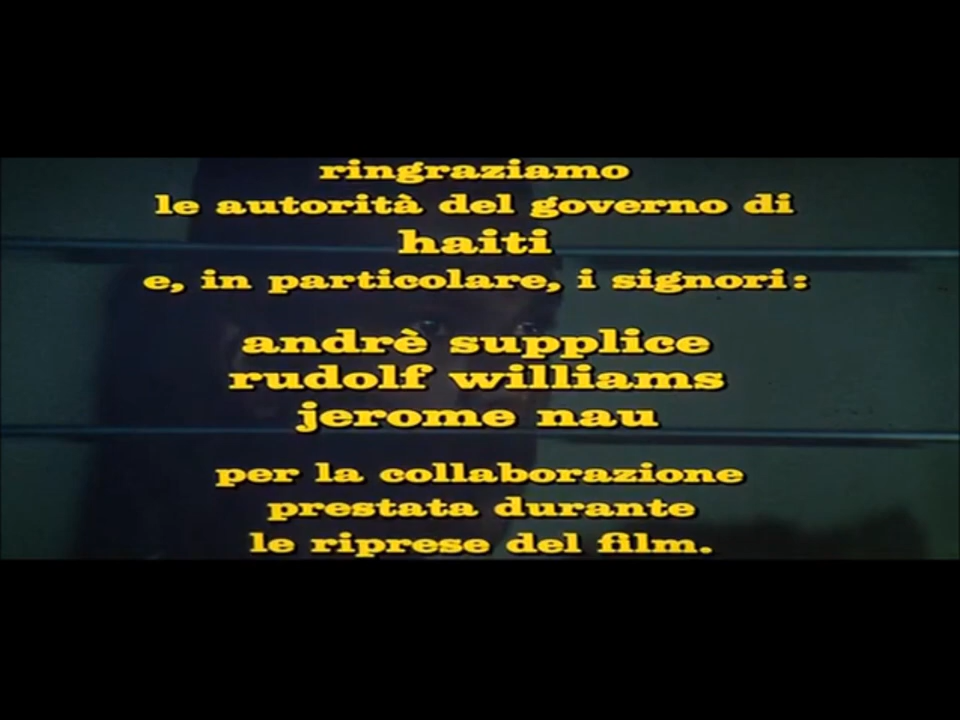 ringraziamo
le autorità del governo di
haiti
e, in particolare, i signori:
andrè supplice
rudolf williams
jerome nau
per la collaborazione
prestata durante
le riprese del film.